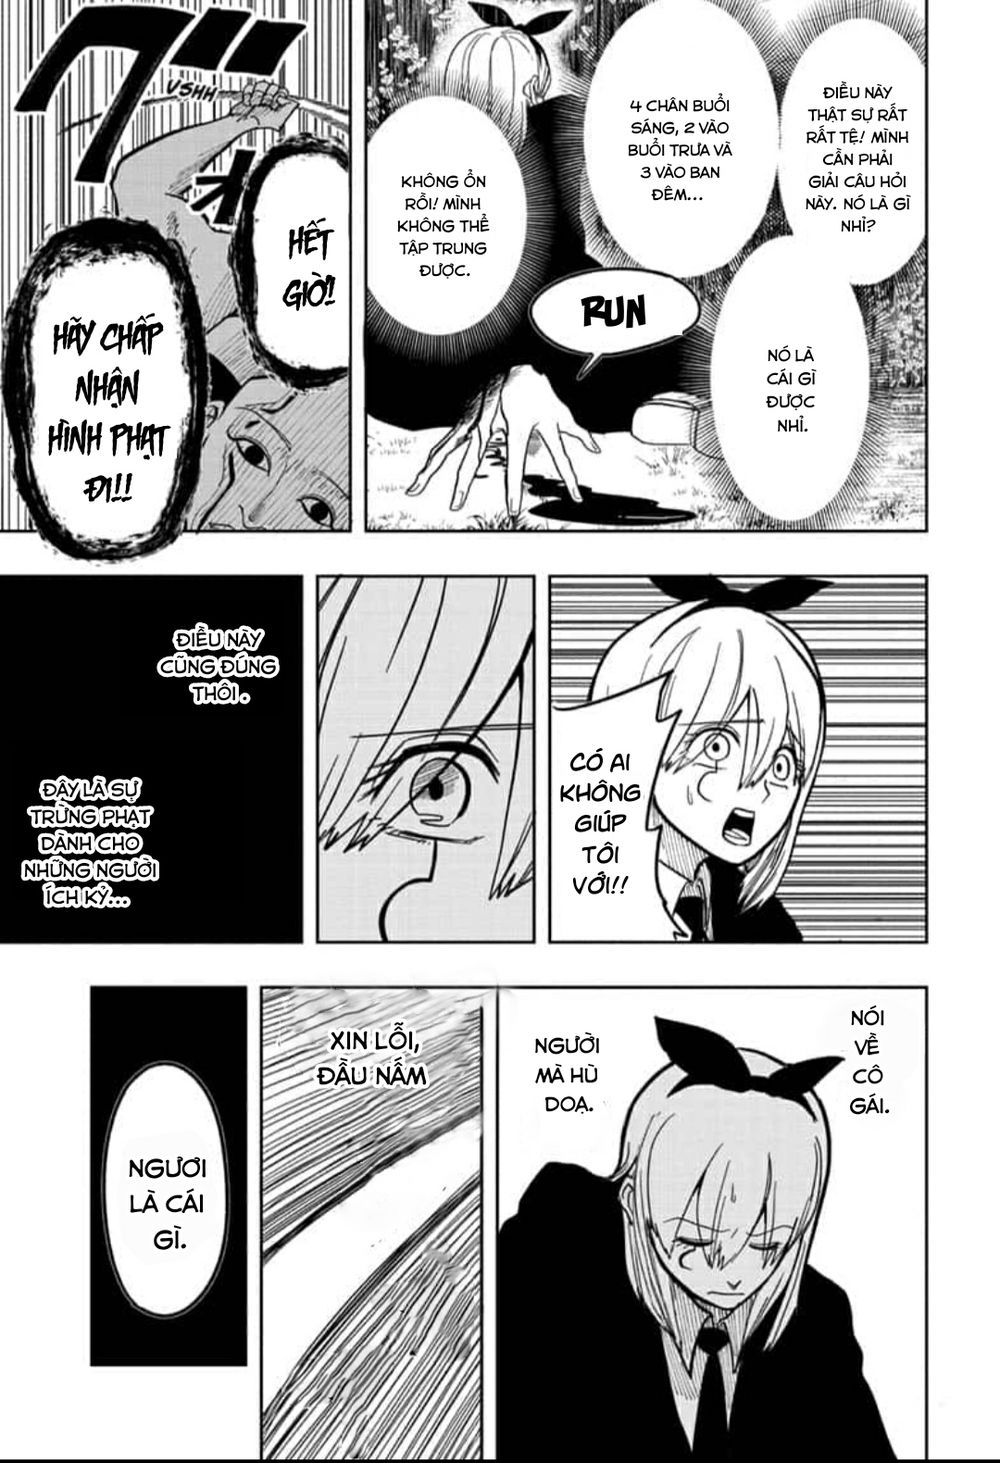 ĐIỀU NÀY
THẬT SỰ RẤT
RẤT TỆ! MÌNH
CẦN PHẢI
GIẢI CÂU HỎI
NÀY. NÓ LÀ GÌ
NHỈ?
4 CHÂN BUỔI
SÁNG, 2 VÀO
BUỔI TRƯA VÀ
3 VÀO BAN
ĐÊM...
KHÔNG ỔN
RỒI! MÌNH
KHÔNG THỂ
TẬP TRUNG
ĐƯỢC.
RUN
NÓ LÀ
CÁI GÌ
ĐƯỢC
NHỈ.
グオ
VSHH
HẾT
GIỜ!!
HÃY CHẤP
NHẬN
HÌNH PHẠT
ĐI!!
CÓ AI
KHÔNG
GIÚP
TÔI
VỚI!!
ĐIỀU NÀY
CŨNG ĐÚNG
THÔI.
ĐÂY LÀ SỰ
TRỪNG PHẠT
DÀNH CHO
NHỮNG NGƯỜI
ÍCH KỶ...
NÓI
VỀ
CÔ
GÁI.
NGƯỜI
MÀ HÙ
DOẠ.
XIN LỖI,
ĐẦU NẤM
NGƯƠI
LÀ CÁI
GÌ.